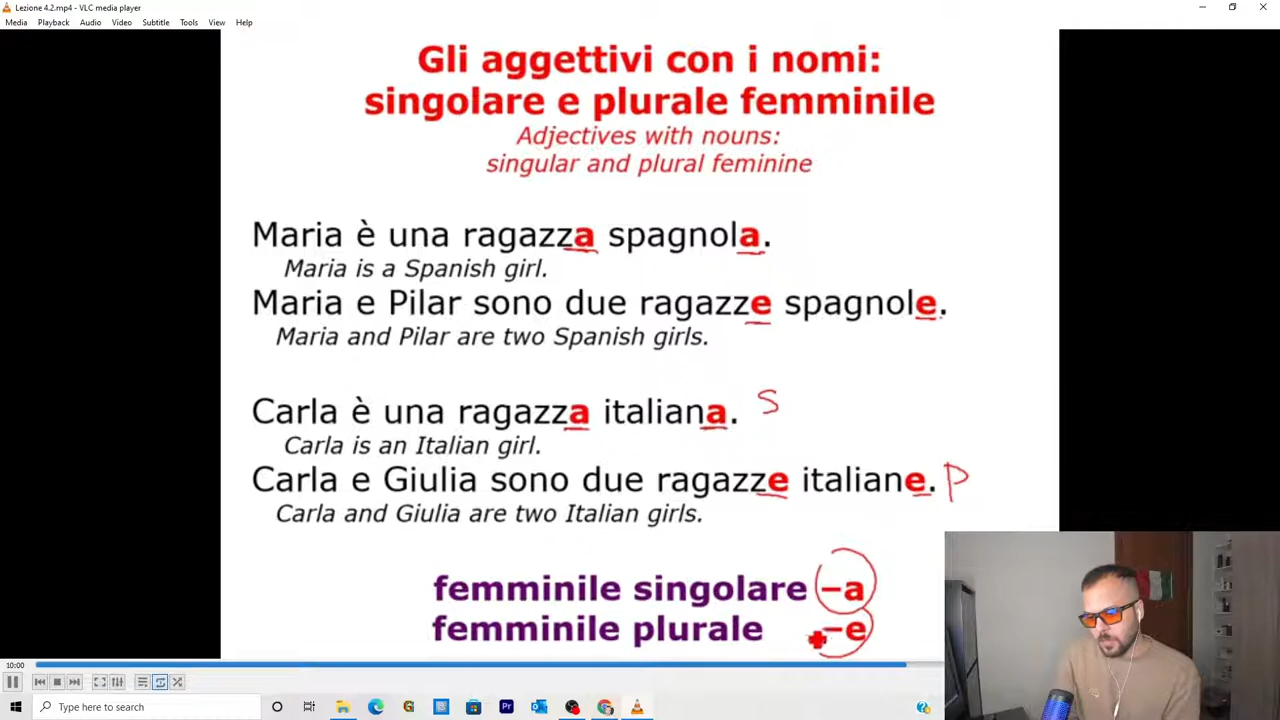 Lezione 4.2.mp4 - VLC media player
Media Playback Audio Video Subtitle Tools View Help
Gli aggettivi con i nomi:
singolare e plurale femminile
Adjectives with nouns:
singular and plural feminine
Maria è una ragazza spagnola.
Maria is a Spanish girl.
Maria e Pilar sono due ragazze spagnole.
Maria and Pilar are two Spanish girls.
Carla è una ragazza italiana. S
Carla is an Italian girl.
Carla e Giulia sono due ragazze italiane. P
Carla and Giulia are two Italian girls.
femminile singolare –a
femminile plurale –e
10:00
Type here to search